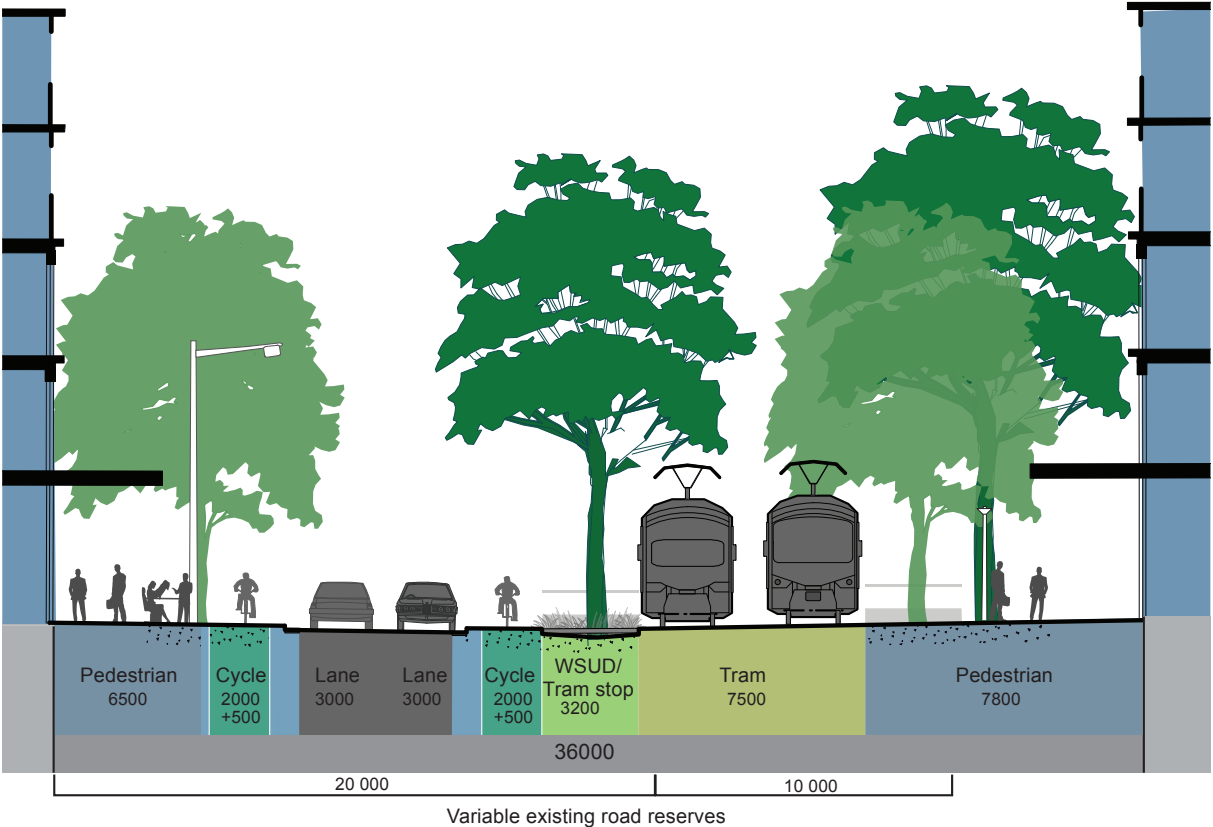 Pedestrian
6500
Cycle
2000
+500
Lane
3000
Lane
3000
Cycle
2000
+500
WSUD/
Tram stop
3200
Tram
7500
Pedestrian
7800
36000
20 000
10 000
Variable existing road reserves